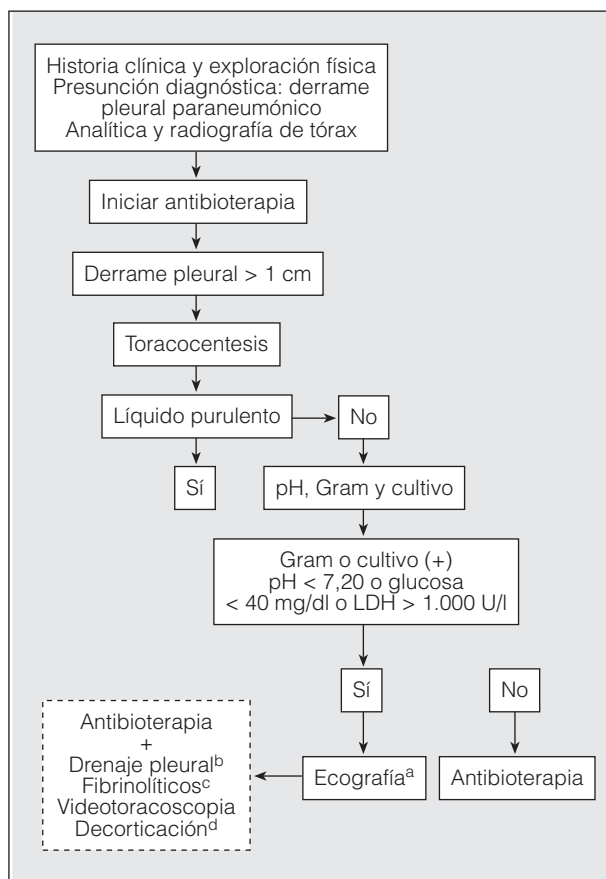 Historia clínica y exploración física
Presunción diagnóstica: derrame
pleural paraneumónico
Analítica y radiografía de tórax
Iniciar antibioterapia
Derrame pleural > 1 cm
Toracocentesis
Líquido purulento
No
Sí
pH, Gram y cultivo
Gram o cultivo (+)
pH < 7,20 o glucosa
< 40 mg/dl o LDH > 1.000 U/l
Sí
No
Antibioterapia
+
Drenaje pleuralᵇ
Fibrinolíticosᶜ
Videotoracoscopia
Decorticaciónᵈ
Ecografíaᵃ
Antibioterapia